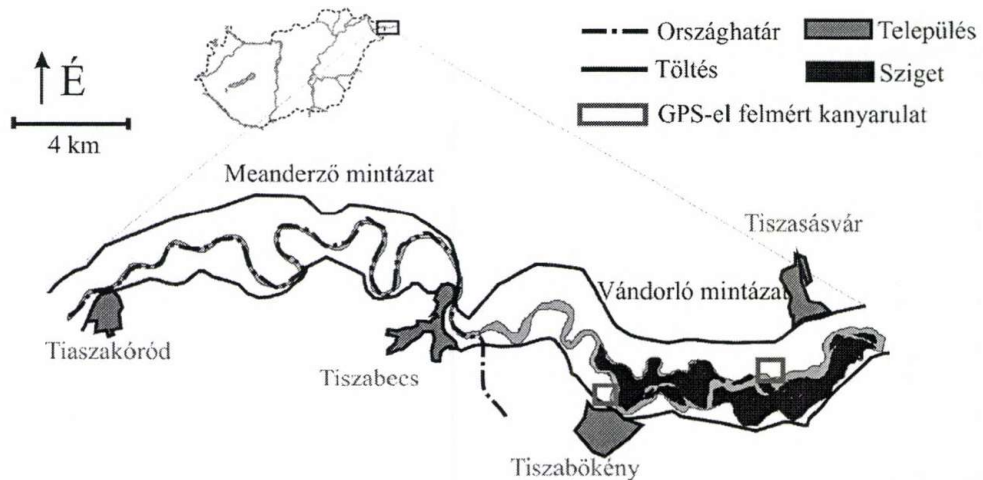 Országhatár
Település
Töltés
Sziget
GPS-el felmért kanyarulat
É
4 km
Meanderző mintázat
Tiszasásvár
Vándorló mintázat
Tiaszakóród
Tiszabecs
Tiszabökény